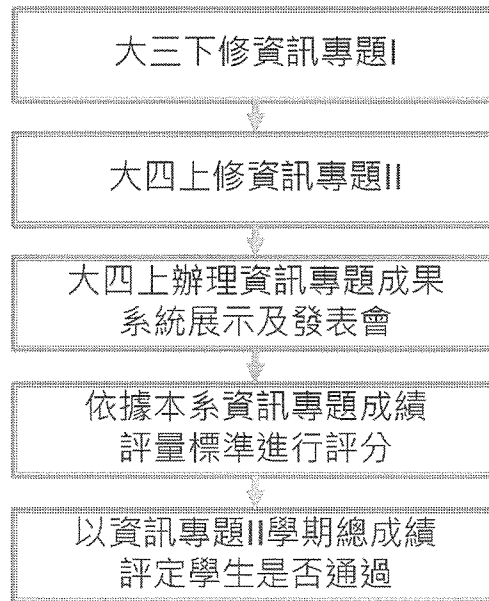 大三下修資訊專題I
大四上修資訊專題II
大四上辦理資訊專題成果
系統展示及發表會
依據本系資訊專題成績
評量標準進行評分
以資訊專題II學期總成績
評定學生是否通過